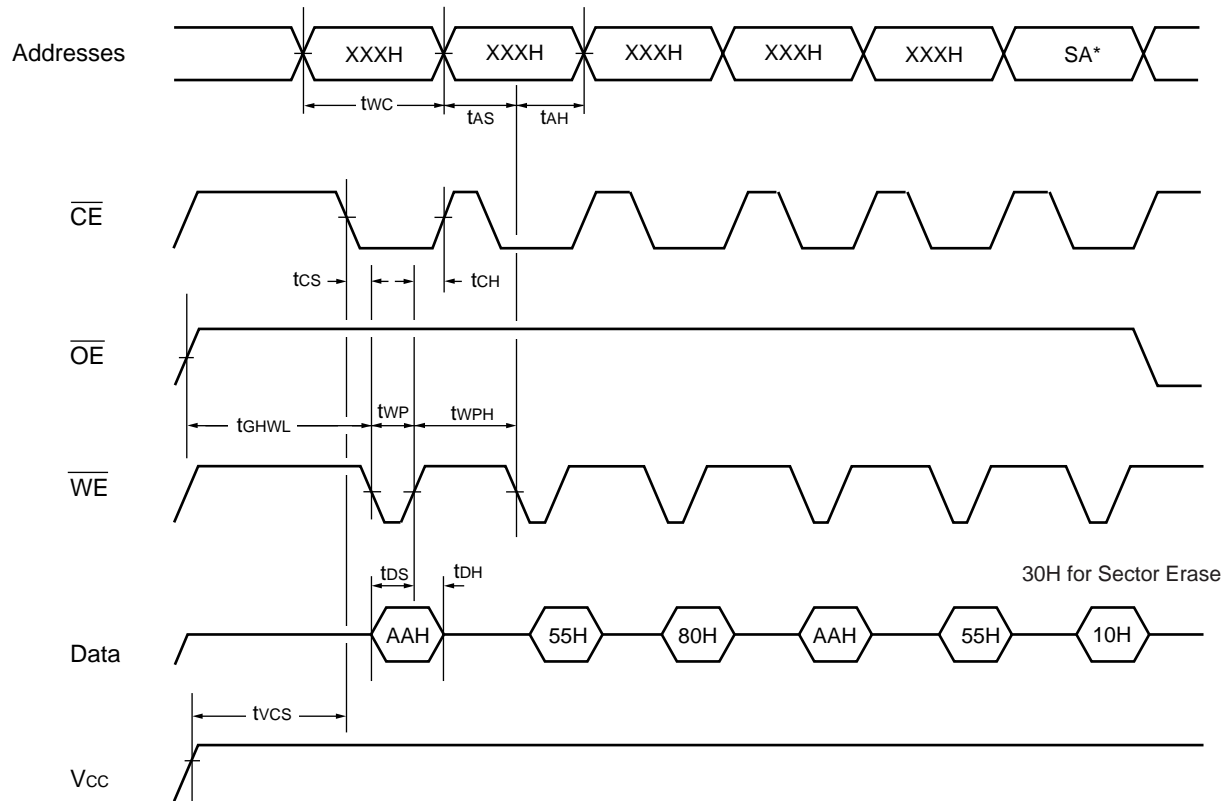 Addresses XXXH XXXH XXXH XXXH XXXH SA*
tWC tAS tAH
CE
tCS tCH
OE
tGHWL tWP tWPH
WE
tDS tDH
30H for Sector Erase
Data AAH 55H 80H AAH 55H 10H
tVCS
VCC